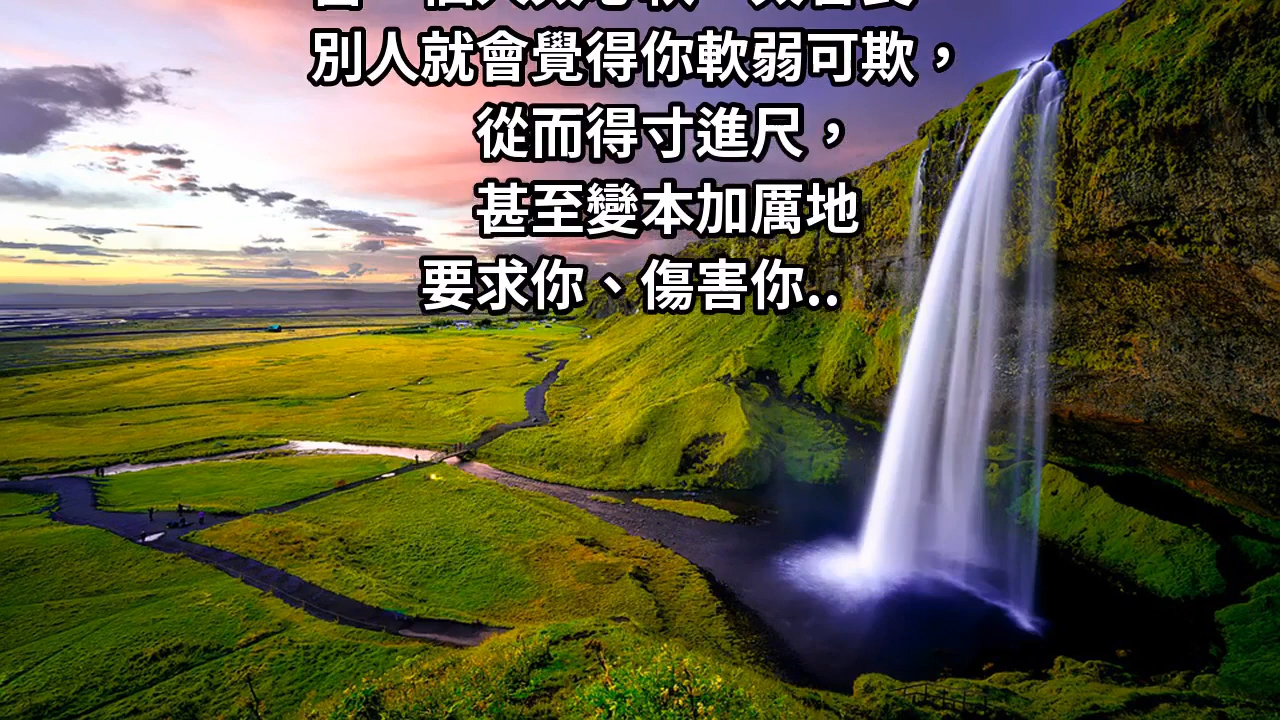 別人就會覺得你軟弱可欺，
從而得寸進尺，
甚至變本加厲地
要求你、傷害你..